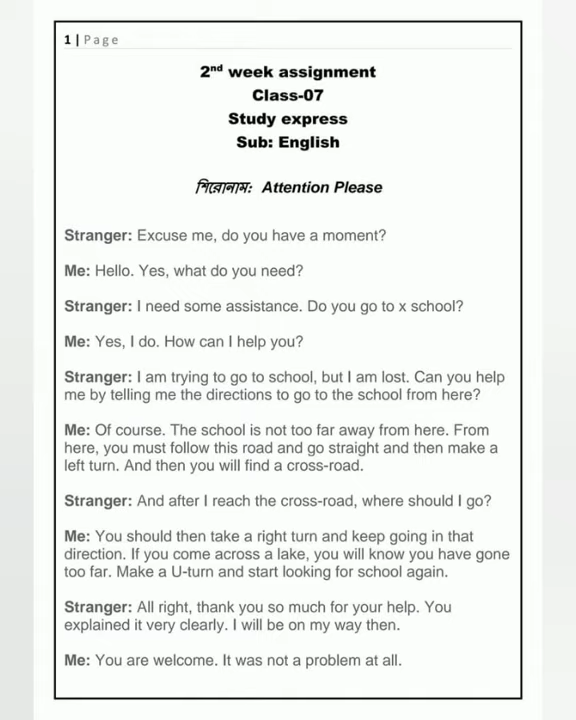 1 | Page
2nd week assignment
Class-07
Study express
Sub: English
শিরোনাম: Attention Please
Stranger: Excuse me, do you have a moment?
Me: Hello. Yes, what do you need?
Stranger: I need some assistance. Do you go to x school?
Me: Yes, I do. How can I help you?
Stranger: I am trying to go to school, but I am lost. Can you help
me by telling me the directions to go to the school from here?
Me: Of course. The school is not too far away from here. From
here, you must follow this road and go straight and then make a
left turn. And then you will find a cross-road.
Stranger: And after I reach the cross-road, where should I go?
Me: You should then take a right turn and keep going in that
direction. If you come across a lake, you will know you have gone
too far. Make a U-turn and start looking for school again.
Stranger: All right, thank you so much for your help. You
explained it very clearly. I will be on my way then.
Me: You are welcome. It was not a problem at all.